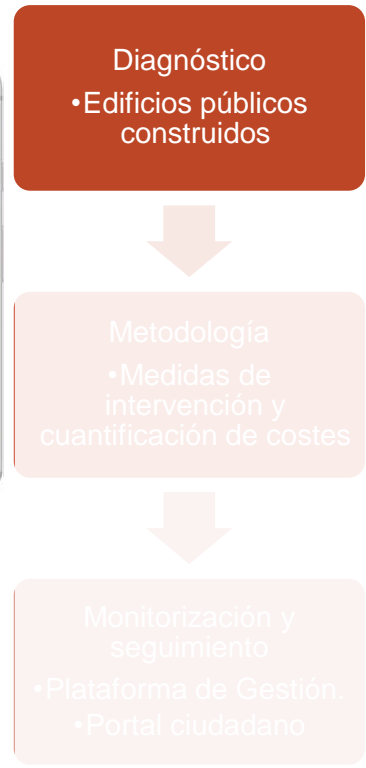 Diagnóstico
•Edificios públicos
construidos
Metodología
•Medidas de
intervención y
cuantificación de costes
Monitorización y
seguimiento
•Plataforma de Gestión.
•Portal ciudadano